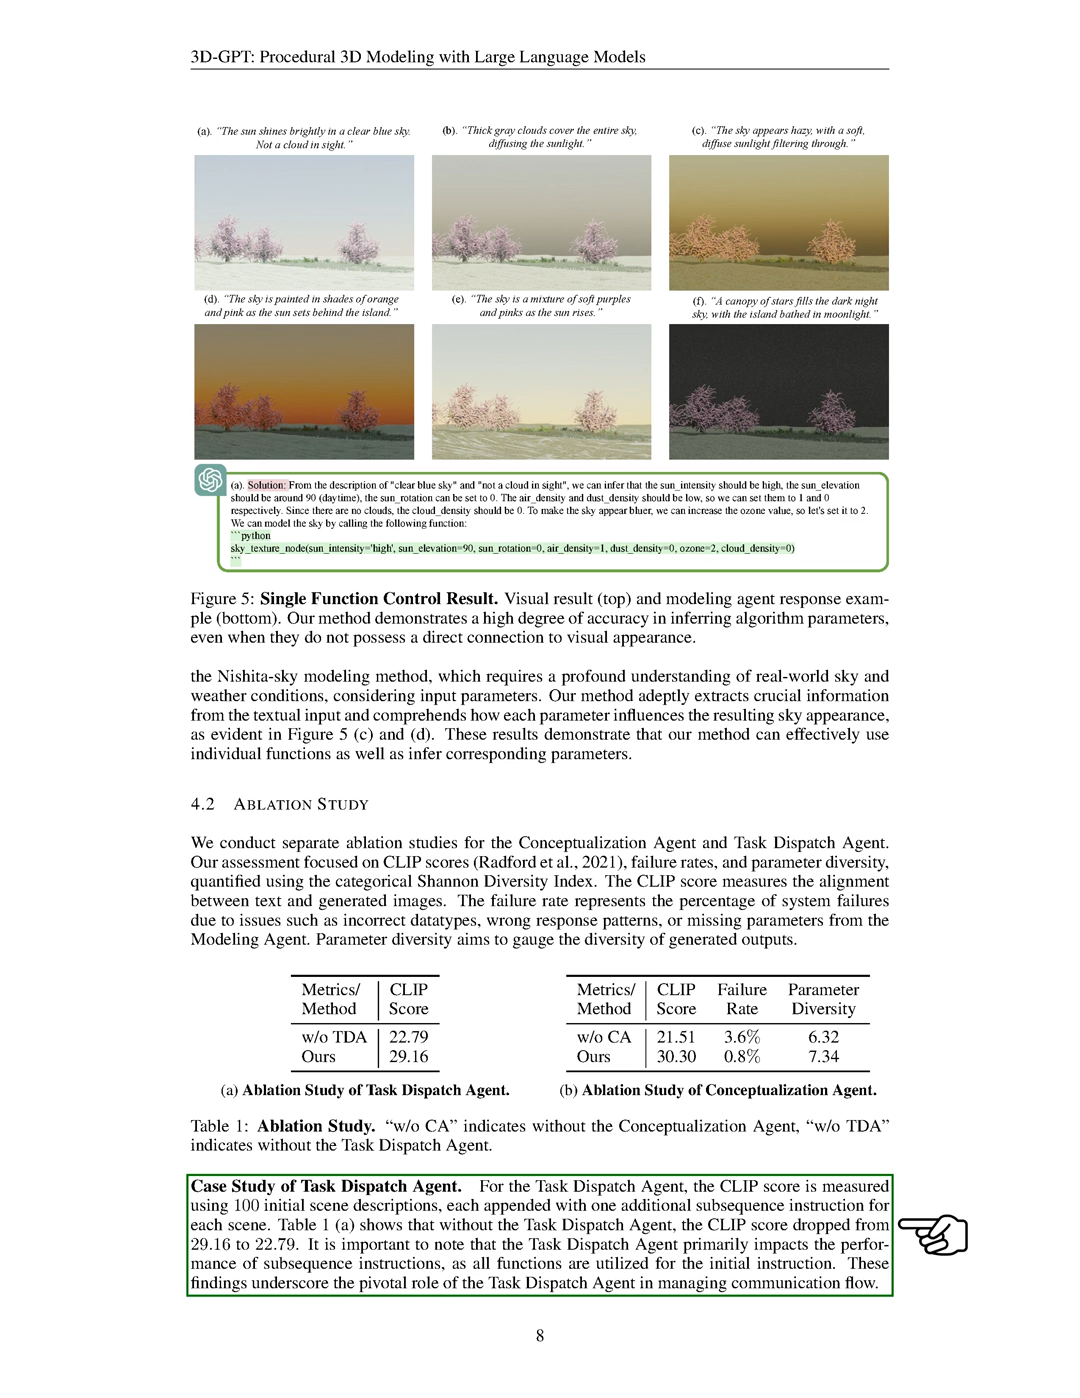 3D-GPT: Procedural 3D Modeling with Large Language Models
(a). "The sun shines brightly in a clear blue sky.
Not a cloud in sight."
(b). "Thick gray clouds cover the entire sky,
diffusing the sunlight."
(c). "The sky appears hazy, with a soft,
diffuse sunlight filtering through."
(d). "The sky is painted in shades of orange
and pink as the sun sets behind the island."
(e). "The sky is a mixture of soft purples
and pinks as the sun rises."
(f). "A canopy of stars fills the dark night
sky, with the island bathed in moonlight."
(a). Solution: From the description of "clear blue sky" and "not a cloud in sight", we can infer that the sun_intensity should be high, the sun_elevation
should be around 90 (daytime), the sun_rotation can be set to 0. The air_density and dust_density should be low, so we can set them to 1 and 0
respectively. Since there are no clouds, the cloud_density should be 0. To make the sky appear bluer, we can increase the ozone value, so let's set it to 2.
We can model the sky by calling the following function:
```python
sky_texture_node(sun_intensity='high', sun_elevation=90, sun_rotation=0, air_density=1, dust_density=0, ozone=2, cloud_density=0)
```
Figure 5: Single Function Control Result. Visual result (top) and modeling agent response exam-
ple (bottom). Our method demonstrates a high degree of accuracy in inferring algorithm parameters,
even when they do not possess a direct connection to visual appearance.
the Nishita-sky modeling method, which requires a profound understanding of real-world sky and
weather conditions, considering input parameters. Our method adeptly extracts crucial information
from the textual input and comprehends how each parameter influences the resulting sky appearance,
as evident in Figure 5 (c) and (d). These results demonstrate that our method can effectively use
individual functions as well as infer corresponding parameters.
4.2 ABLATION STUDY
We conduct separate ablation studies for the Conceptualization Agent and Task Dispatch Agent.
Our assessment focused on CLIP scores (Radford et al., 2021), failure rates, and parameter diversity,
quantified using the categorical Shannon Diversity Index. The CLIP score measures the alignment
between text and generated images. The failure rate represents the percentage of system failures
due to issues such as incorrect datatypes, wrong response patterns, or missing parameters from the
Modeling Agent. Parameter diversity aims to gauge the diversity of generated outputs.
Metrics/ CLIP
Method Score
w/o TDA 22.79
Ours 29.16
(a) Ablation Study of Task Dispatch Agent.
Metrics/ CLIP Failure Parameter
Method Score Rate Diversity
w/o CA 21.51 3.6% 6.32
Ours 30.30 0.8% 7.34
(b) Ablation Study of Conceptualization Agent.
Table 1: Ablation Study. "w/o CA" indicates without the Conceptualization Agent, "w/o TDA"
indicates without the Task Dispatch Agent.
Case Study of Task Dispatch Agent. For the Task Dispatch Agent, the CLIP score is measured
using 100 initial scene descriptions, each appended with one additional subsequence instruction for
each scene. Table 1 (a) shows that without the Task Dispatch Agent, the CLIP score dropped from
29.16 to 22.79. It is important to note that the Task Dispatch Agent primarily impacts the perfor-
mance of subsequence instructions, as all functions are utilized for the initial instruction. These
findings underscore the pivotal role of the Task Dispatch Agent in managing communication flow.
8